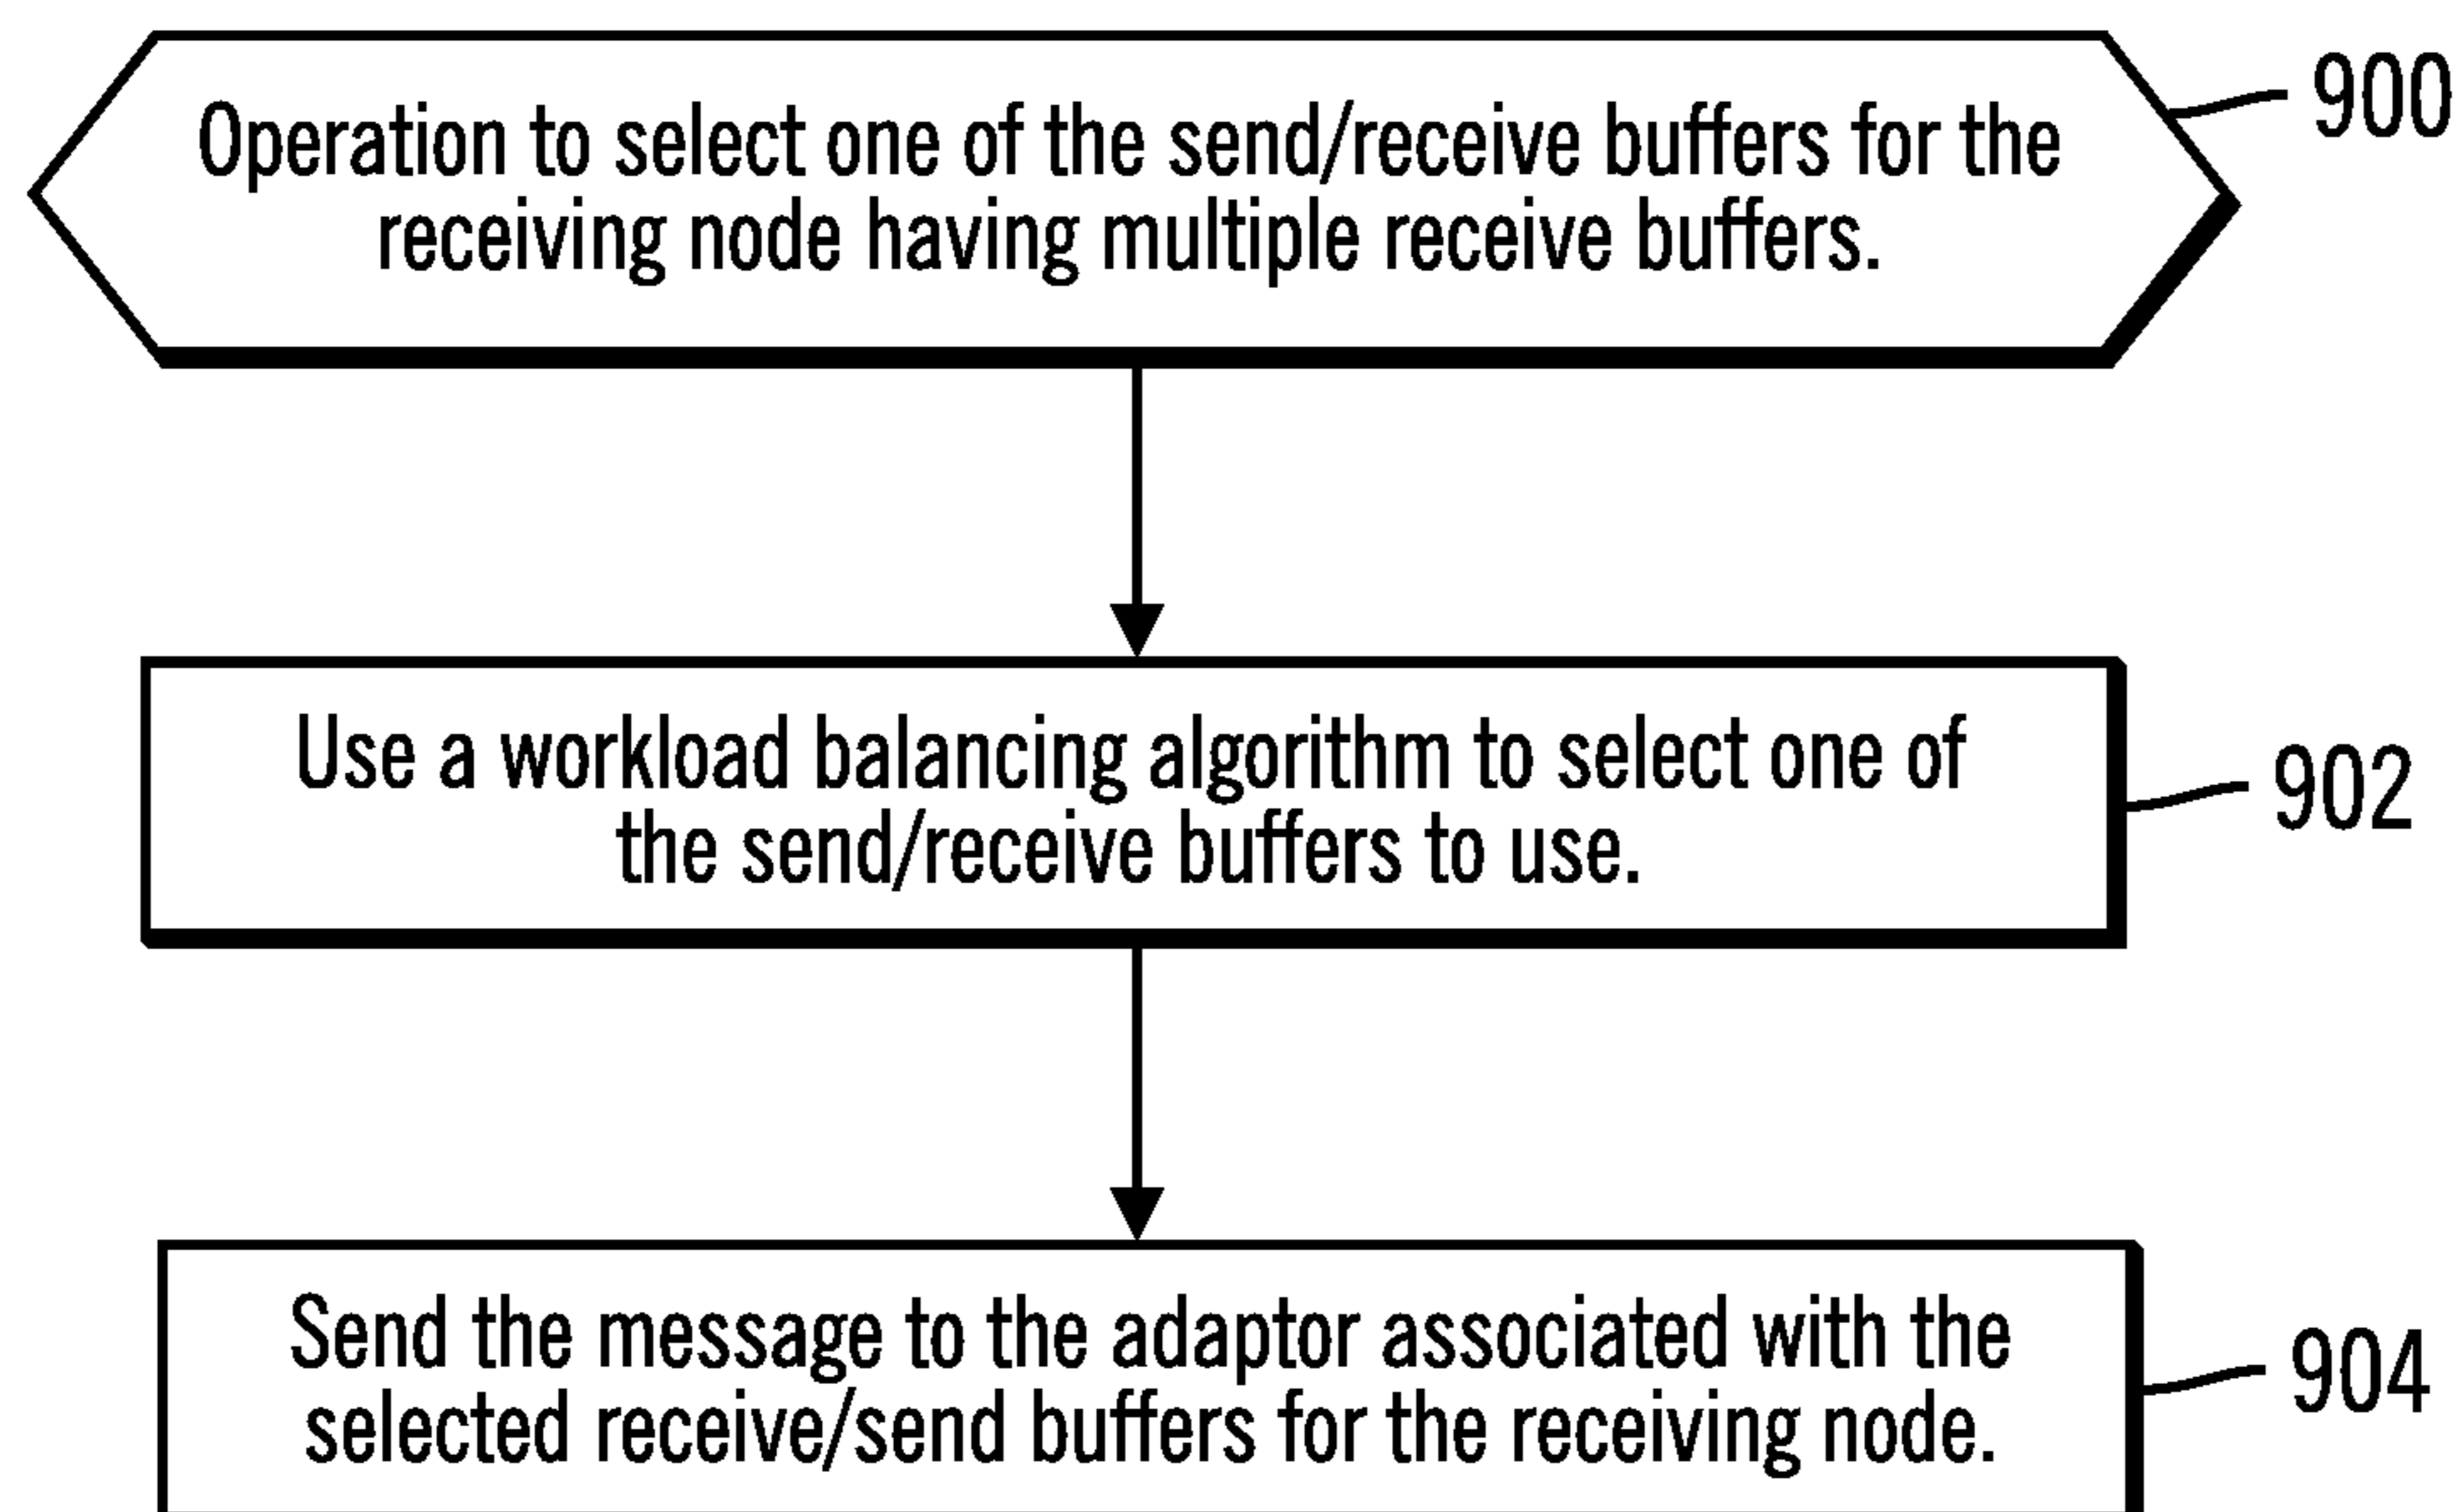 Operation to select one of the send/receive buffers for the
receiving node having multiple receive buffers.
900
Use a workload balancing algorithm to select one of
the send/receive buffers to use.
902
Send the message to the adaptor associated with the
selected receive/send buffers for the receiving node.
904